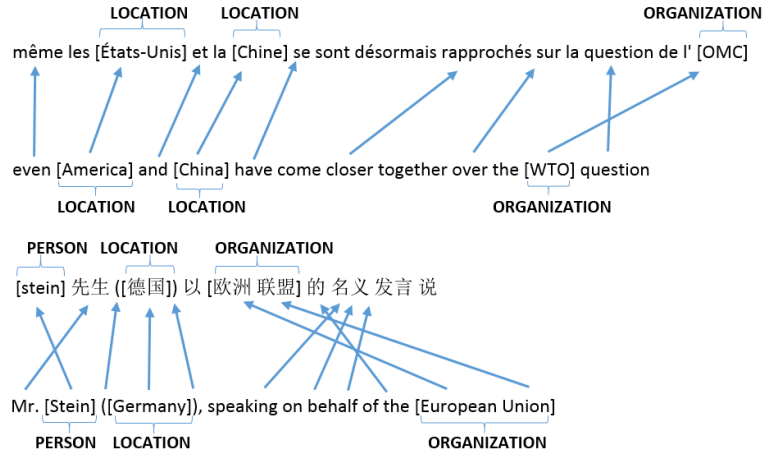 LOCATION LOCATION ORGANIZATION
même les [États-Unis] et la [Chine] se sont désormais rapprochés sur la question de l' [OMC]
even [America] and [China] have come closer together over the [WTO] question
LOCATION LOCATION ORGANIZATION
PERSON LOCATION ORGANIZATION
[stein] 先生 ([德国]) 以 [欧洲 联盟] 的 名义 发言 说
Mr. [Stein] ([Germany]), speaking on behalf of the [European Union]
PERSON LOCATION ORGANIZATION